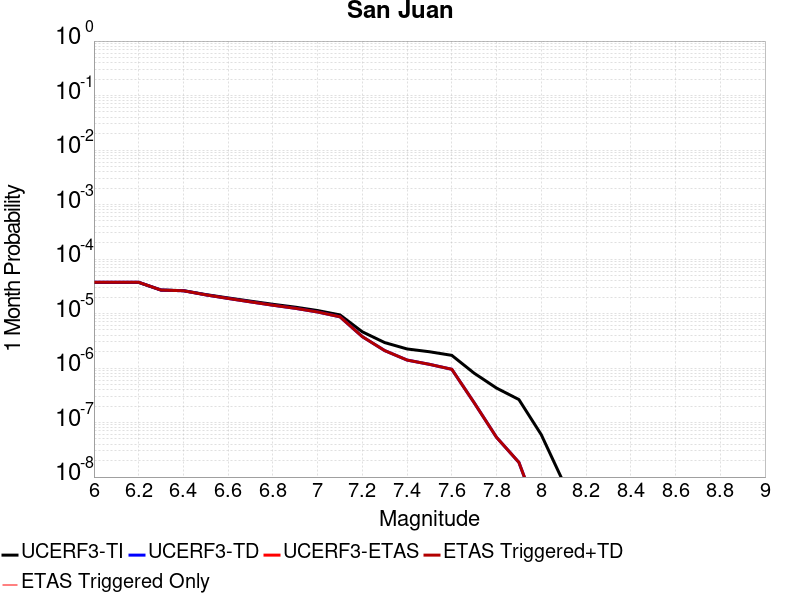 San Juan
10^0
10^-1
10^-2
10^-3
10^-4
10^-5
10^-6
10^-7
10^-8
1 Month Probability
6 6.2 6.4 6.6 6.8 7 7.2 7.4 7.6 7.8 8 8.2 8.4 8.6 8.8 9
Magnitude
UCERF3-TI UCERF3-TD UCERF3-ETAS ETAS Triggered+TD
ETAS Triggered Only